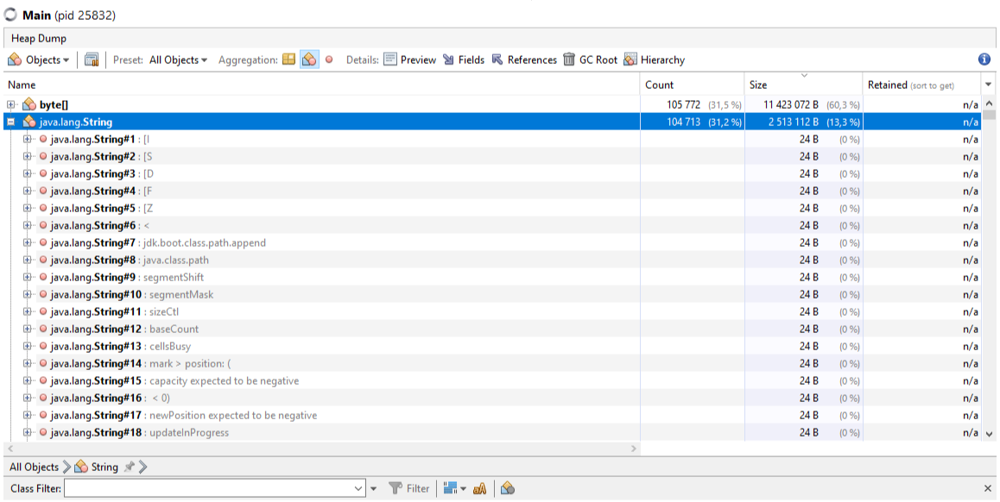 Main (pid 25832)
Heap Dump
Objects Preset: All Objects Aggregation: Details: Preview Fields References GC Root Hierarchy
Name Count Size Retained (sort to get)
byte[] 105 772 (31,5 %) 11 423 072 B (60,3 %) n/a
java.lang.String 104 713 (31,2 %) 2 513 112 B (13,3 %) n/a
java.lang.String#1 : [I 24 B (0 %) n/a
java.lang.String#2 : [S 24 B (0 %) n/a
java.lang.String#3 : [D 24 B (0 %) n/a
java.lang.String#4 : [F 24 B (0 %) n/a
java.lang.String#5 : [Z 24 B (0 %) n/a
java.lang.String#6 : < 24 B (0 %) n/a
java.lang.String#7 : jdk.boot.class.path.append 24 B (0 %) n/a
java.lang.String#8 : java.class.path 24 B (0 %) n/a
java.lang.String#9 : segmentShift 24 B (0 %) n/a
java.lang.String#10 : segmentMask 24 B (0 %) n/a
java.lang.String#11 : sizeCtl 24 B (0 %) n/a
java.lang.String#12 : baseCount 24 B (0 %) n/a
java.lang.String#13 : cellsBusy 24 B (0 %) n/a
java.lang.String#14 : mark > position: ( 24 B (0 %) n/a
java.lang.String#15 : capacity expected to be negative 24 B (0 %) n/a
java.lang.String#16 : < 0) 24 B (0 %) n/a
java.lang.String#17 : newPosition expected to be negative 24 B (0 %) n/a
java.lang.String#18 : updateInProgress 24 B (0 %) n/a
All Objects String
Class Filter: Filter aA